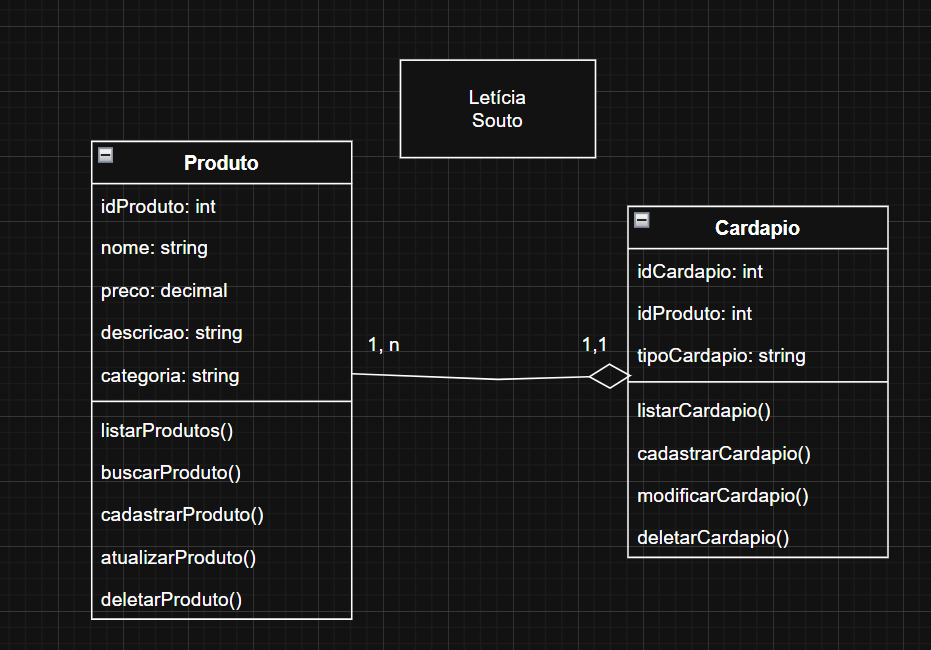 Letícia
Souto
Produto
idProduto: int
nome: string
preco: decimal
descricao: string
categoria: string
listarProdutos()
buscarProduto()
cadastrarProduto()
atualizarProduto()
deletarProduto()
1, n
1,1
Cardapio
idCardapio: int
idProduto: int
tipoCardapio: string
listarCardapio()
cadastrarCardapio()
modificarCardapio()
deletarCardapio()